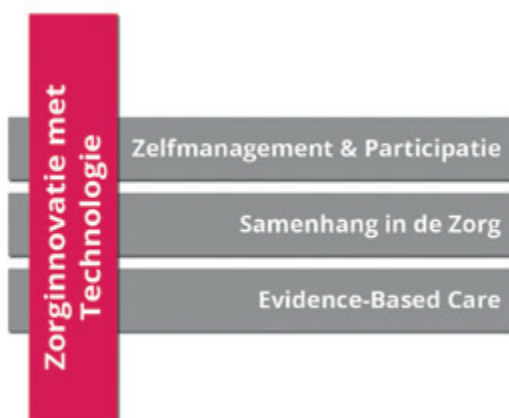 Zorginnovatie met
Technologie
Zelfmanagement & Participatie
Samenhang in de Zorg
Evidence-Based Care